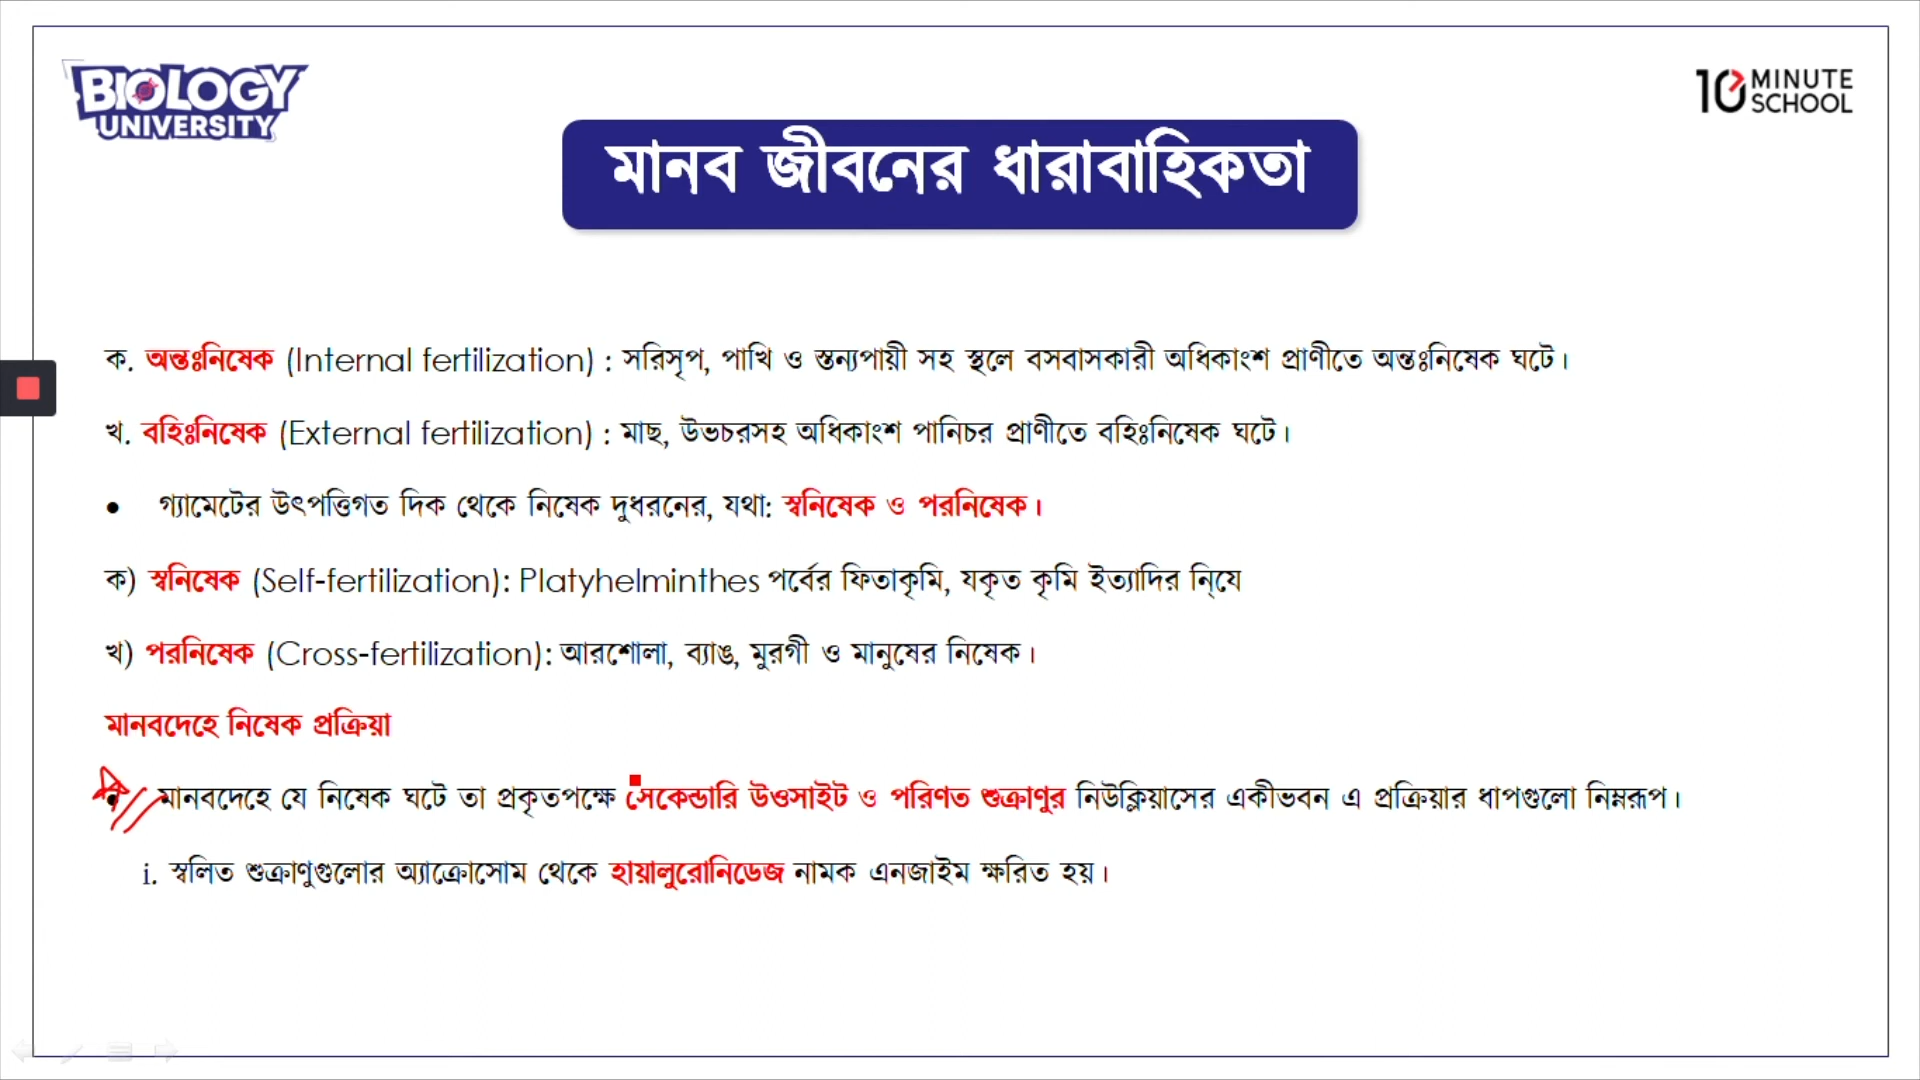 BIOLOGY
UNIVERSITY
10 MINUTE
SCHOOL
মানব জীবনের ধারাবাহিকতা
ক. অন্তঃনিষেক (Internal fertilization) : সরিসৃপ, পাখি ও স্তন্যপায়ী সহ স্থলে বসবাসকারী অধিকাংশ প্রাণীতে অন্তঃনিষেক ঘটে।
খ. বহিঃনিষেক (External fertilization) : মাছ, উভচরসহ অধিকাংশ পানিচর প্রাণীতে বহিঃনিষেক ঘটে।
• গ্যামেটের উৎপত্তিগত দিক থেকে নিষেক দুধরনের, যথা: স্বনিষেক ও পরনিষেক।
ক) স্বনিষেক (Self-fertilization): Platyhelminthes পর্বের ফিতাকৃমি, যকৃত কৃমি ইত্যাদির
খ) পরনিষেক (Cross-fertilization): আরশোলা, ব্যাঙ, মুরগী ও মানুষের নিষেক।
মানবদেহে নিষেক প্রক্রিয়া
মানবদেহে যে নিষেক ঘটে তা প্রকৃতপক্ষে সেকেন্ডারি উওসাইট ও পরিণত শুক্রাণুর নিউক্লিয়াসের একীভবন এ প্রক্রিয়ার ধাপগুলো নিম্নরূপ।
i. স্বলিত শুক্রাণুগুলোর অ্যাক্রোসোম থেকে হায়ালুরোনিডেজ নামক এনজাইম ক্ষরিত হয়।